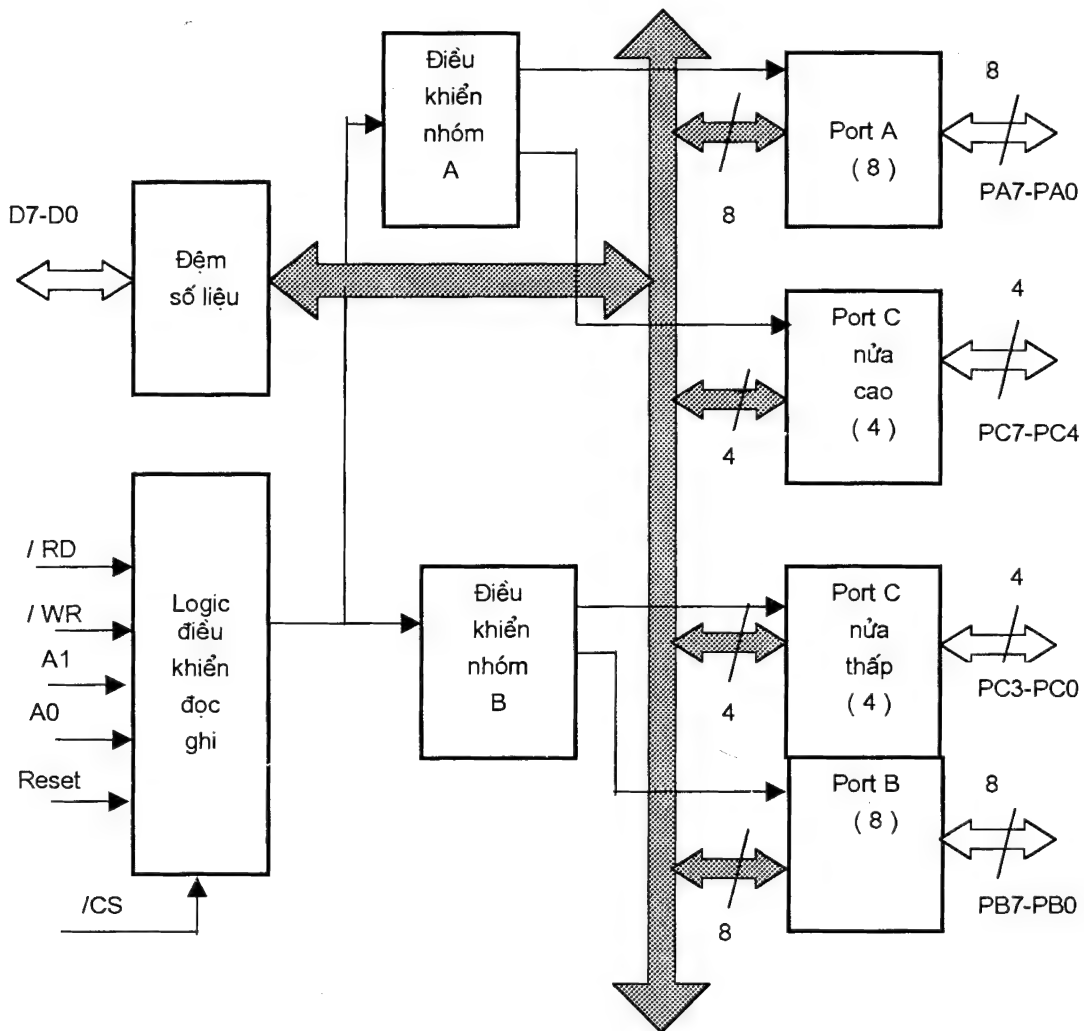 Điều
khiển
nhóm
A
8
Port A
( 8 )
8
PA7-PA0
D7-D0
Đệm
số liệu
Port C
nửa
cao
( 4 )
4
4
PC7-PC4
/ RD
/ WR
A1
A0
Reset
/CS
Logic
điều
khiển
đọc
ghi
Điều
khiển
nhóm
B
Port C
nửa
thấp
( 4 )
4
4
PC3-PC0
Port B
( 8 )
8
8
PB7-PB0